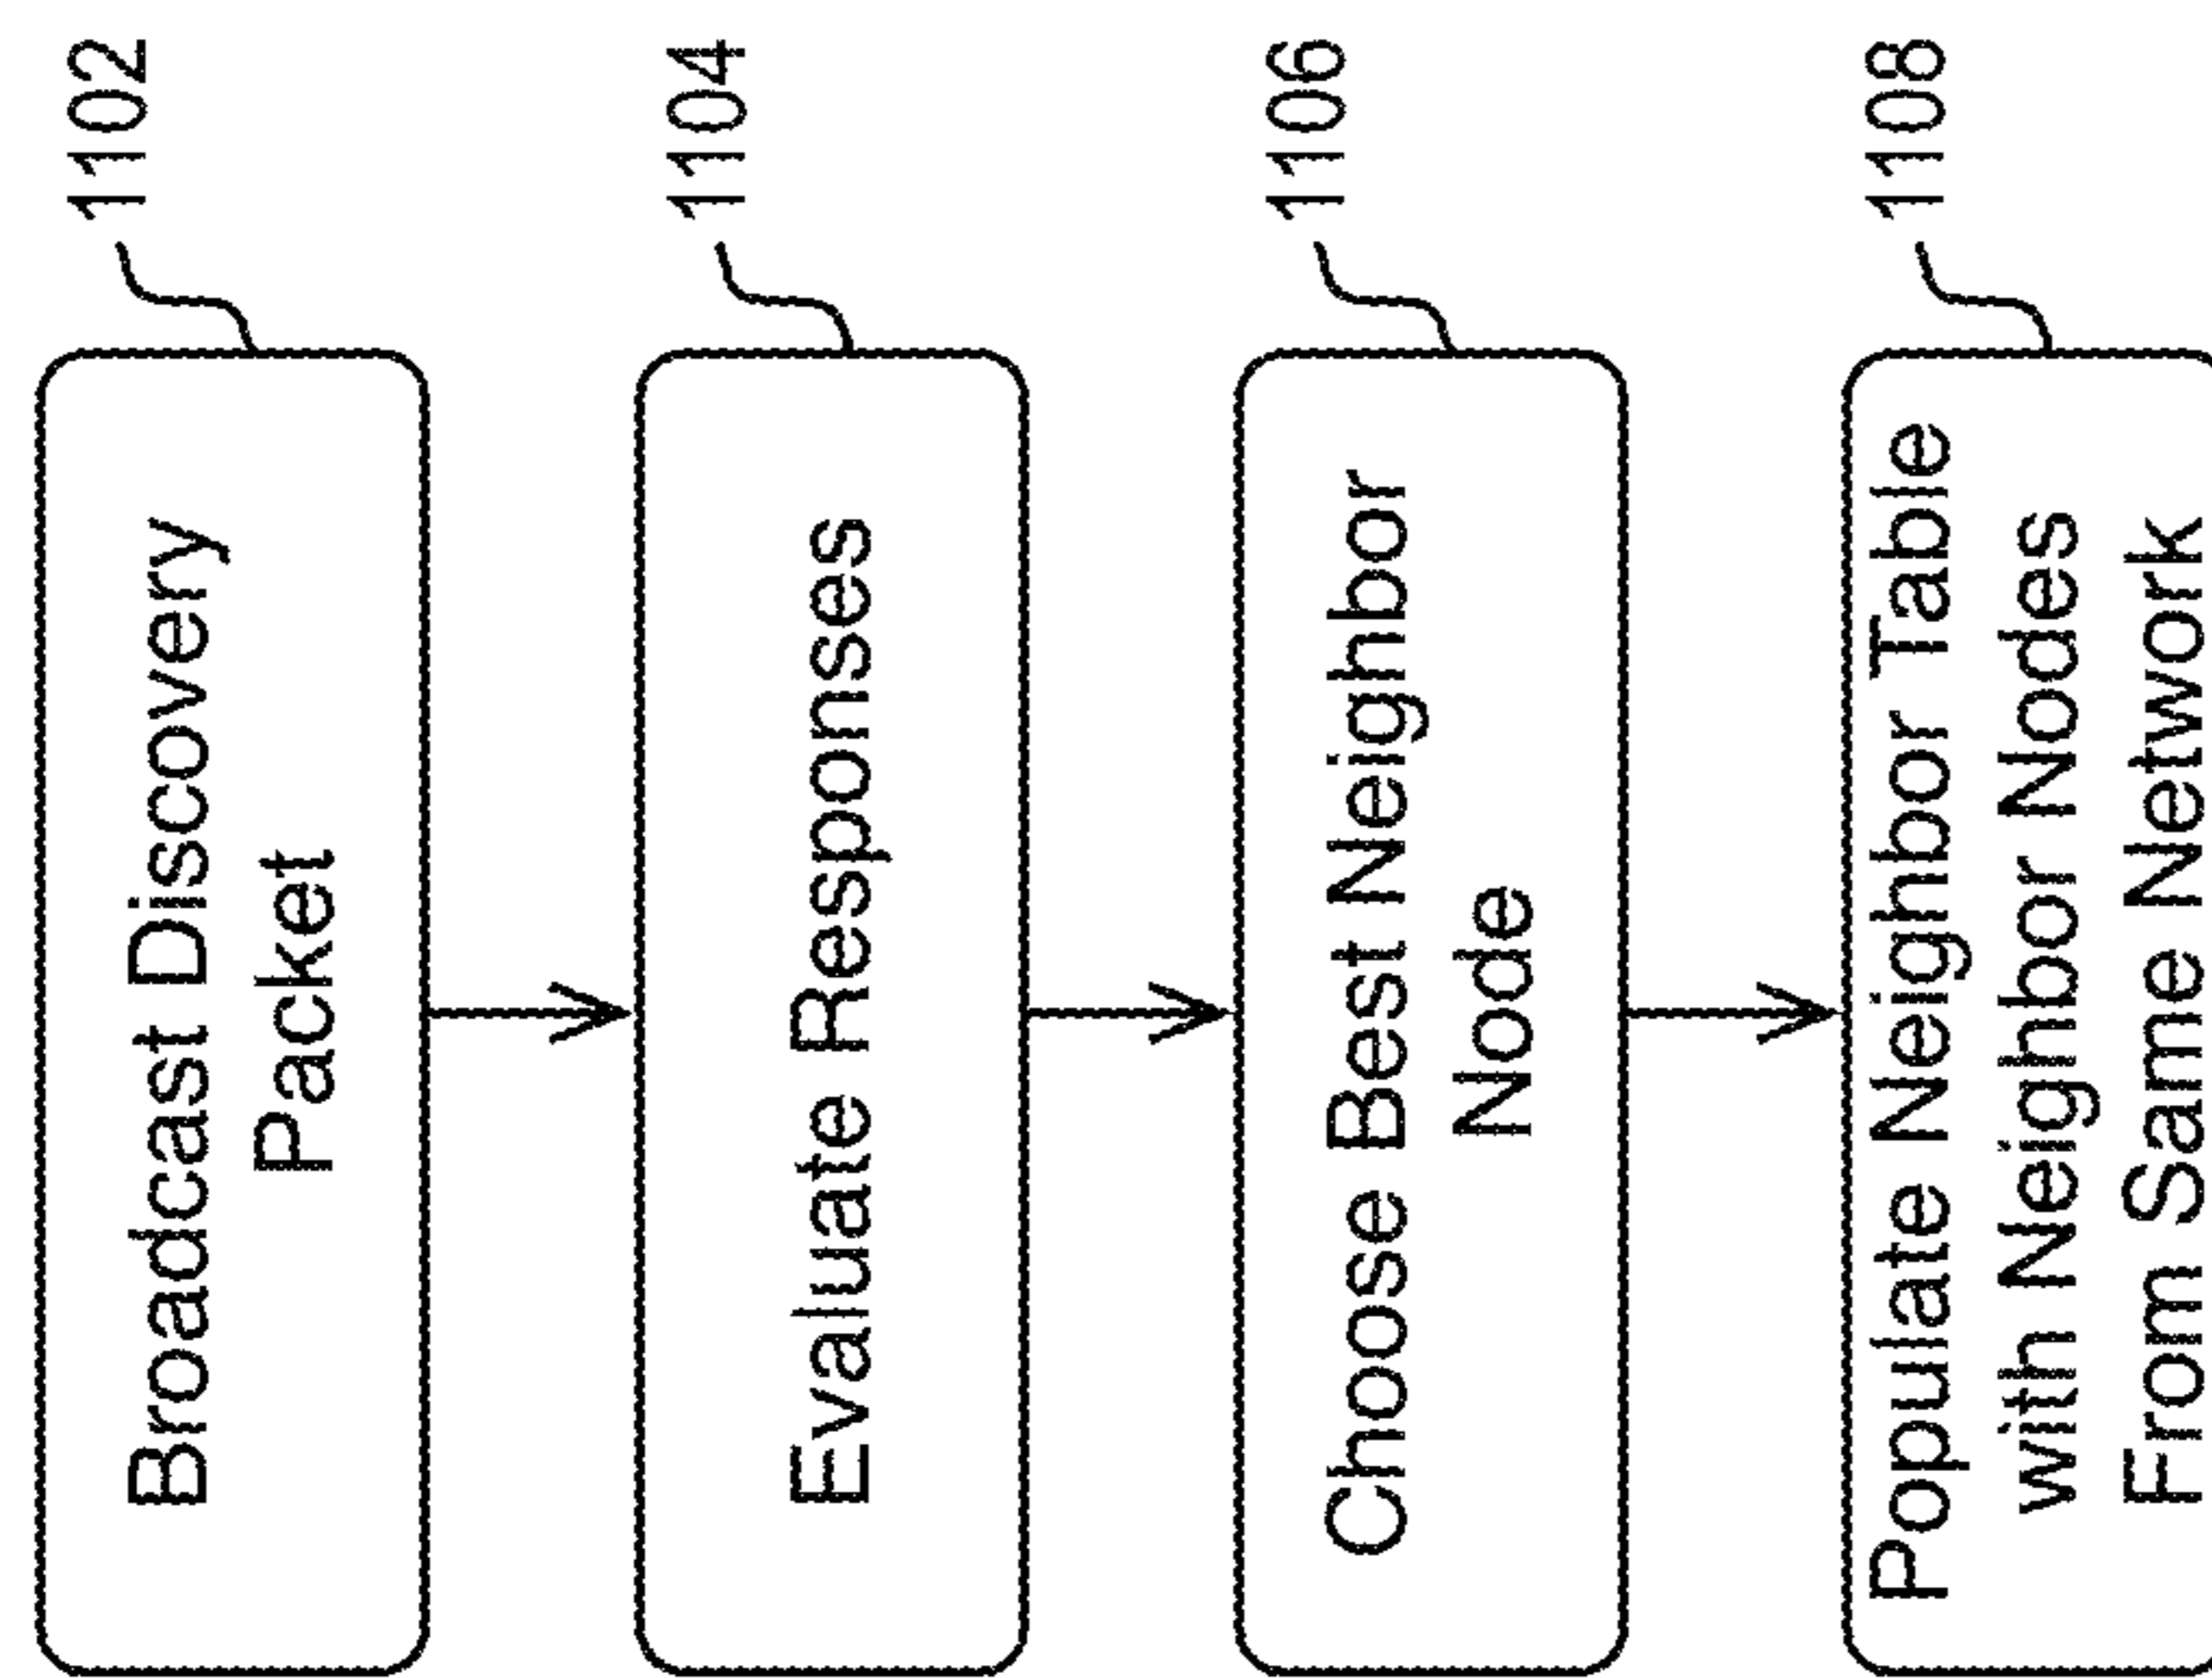 Broadcast Discovery
Packet
1102
Evaluate Responses
1104
Choose Best Neighbor
Node
1106
Populate Neighbor Table
with Neighbor Nodes
From Same Network
1108